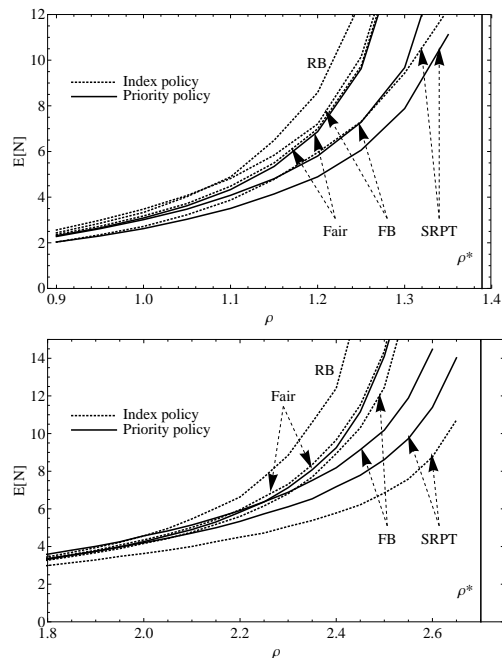 12
10
8
6
4
2
0
E[N]
RB
Index policy
Priority policy
Fair
FB
SRPT
ρ*
0.9
1.0
1.1
1.2
1.3
1.4
ρ
14
12
10
8
6
4
2
0
E[N]
RB
Fair
Index policy
Priority policy
FB
SRPT
ρ*
1.8
2.0
2.2
2.4
2.6
ρ